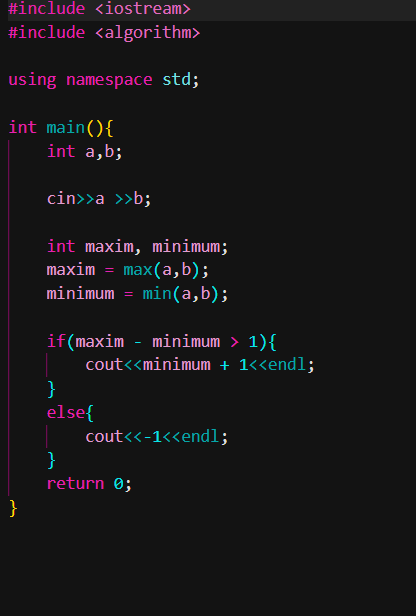 #include <iostream>
#include <algorithm>
using namespace std;
int main(){
int a,b;
cin>>a >>b;
int maxim, minimum;
maxim = max(a,b);
minimum = min(a,b);
if(maxim - minimum > 1){
cout<<minimum + 1<<endl;
}
else{
cout<<-1<<endl;
}
return 0;
}